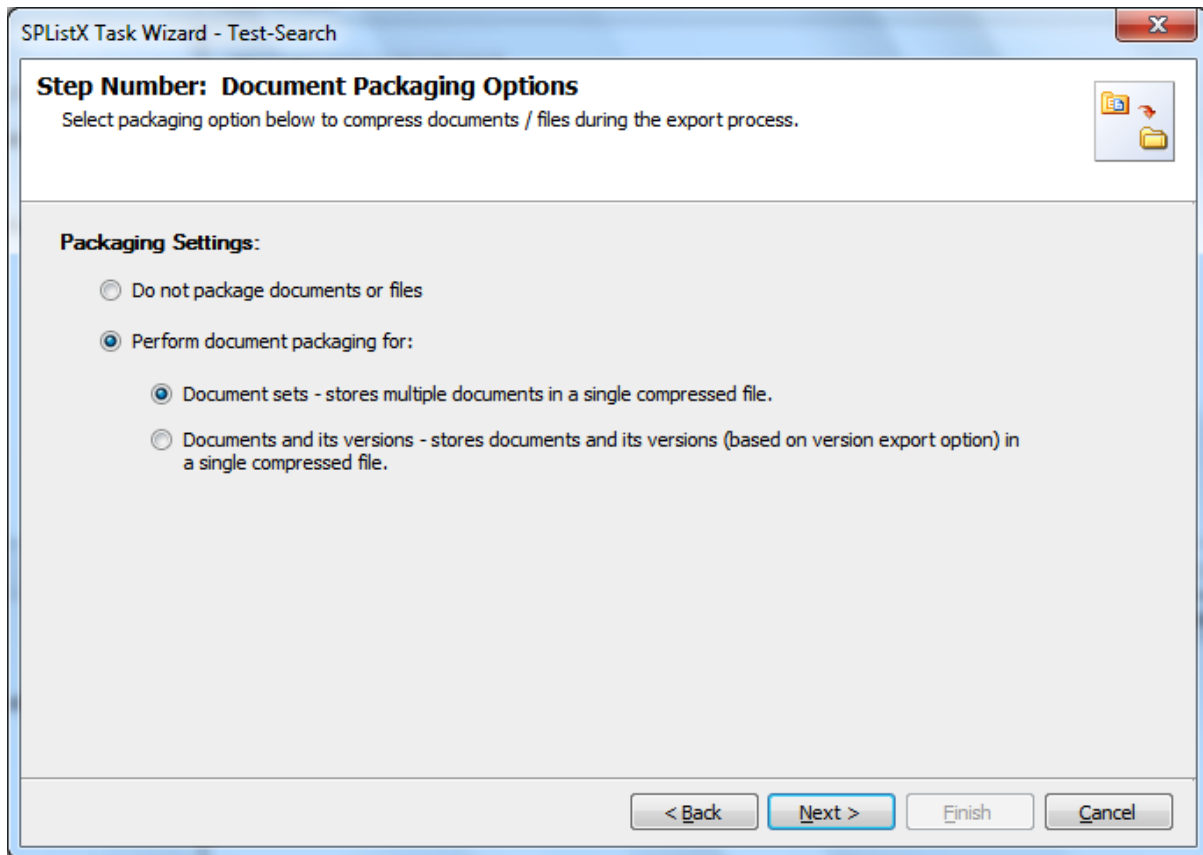 SPListX Task Wizard - Test-Search
Step Number:  Document Packaging Options
Select packaging option below to compress documents / files during the export process.
Packaging Settings:
Do not package documents or files
Perform document packaging for:
Document sets - stores multiple documents in a single compressed file.
Documents and its versions - stores documents and its versions (based on version export option) in
a single compressed file.
< Back
Next >
Finish
Cancel